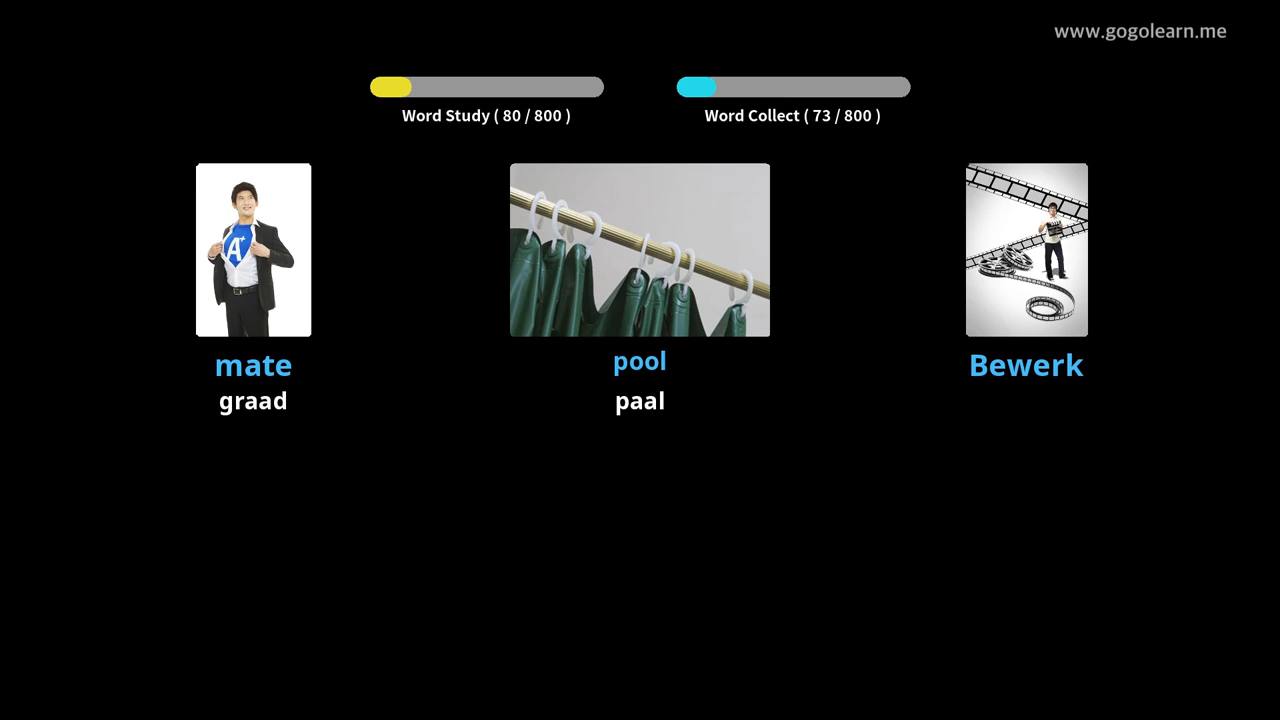 www.gogolearn.me
Word Study ( 80 / 800 )
Word Collect ( 73 / 800 )
A+
mate
graad
pool
paal
Bewerk